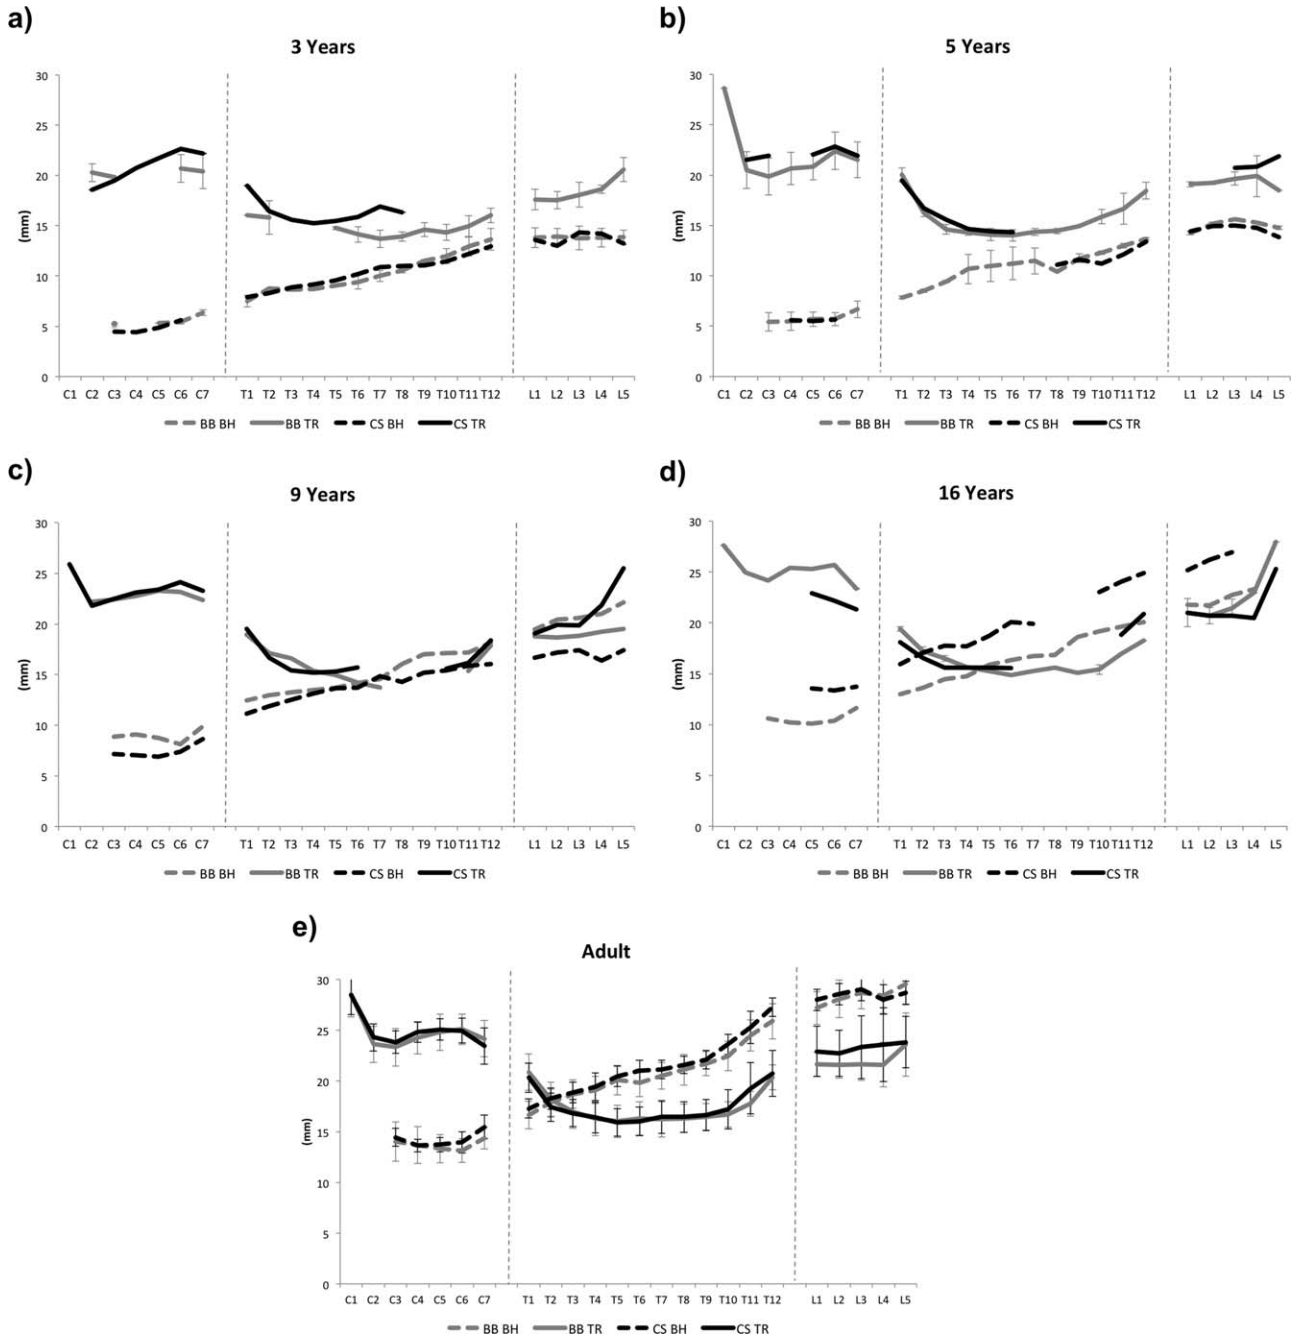 a)
3 Years
30
25
20
15
10
5
0
(mm)
C1 C2 C3 C4 C5 C6 C7 T1 T2 T3 T4 T5 T6 T7 T8 T9 T10 T11 T12 L1 L2 L3 L4 L5
BB BH BB TR CS BH CS TR
b)
5 Years
30
25
20
15
10
5
0
(mm)
C1 C2 C3 C4 C5 C6 C7 T1 T2 T3 T4 T5 T6 T7 T8 T9 T10 T11 T12 L1 L2 L3 L4 L5
BB BH BB TR CS BH CS TR
c)
9 Years
30
25
20
15
10
5
0
(mm)
C1 C2 C3 C4 C5 C6 C7 T1 T2 T3 T4 T5 T6 T7 T8 T9 T10 T11 T12 L1 L2 L3 L4 L5
BB BH BB TR CS BH CS TR
d)
16 Years
30
25
20
15
10
5
0
(mm)
C1 C2 C3 C4 C5 C6 C7 T1 T2 T3 T4 T5 T6 T7 T8 T9 T10 T11 T12 L1 L2 L3 L4 L5
BB BH BB TR CS BH CS TR
e)
Adult
30
25
20
15
10
5
0
(mm)
C1 C2 C3 C4 C5 C6 C7 T1 T2 T3 T4 T5 T6 T7 T8 T9 T10 T11 T12 L1 L2 L3 L4 L5
BB BH BB TR CS BH CS TR